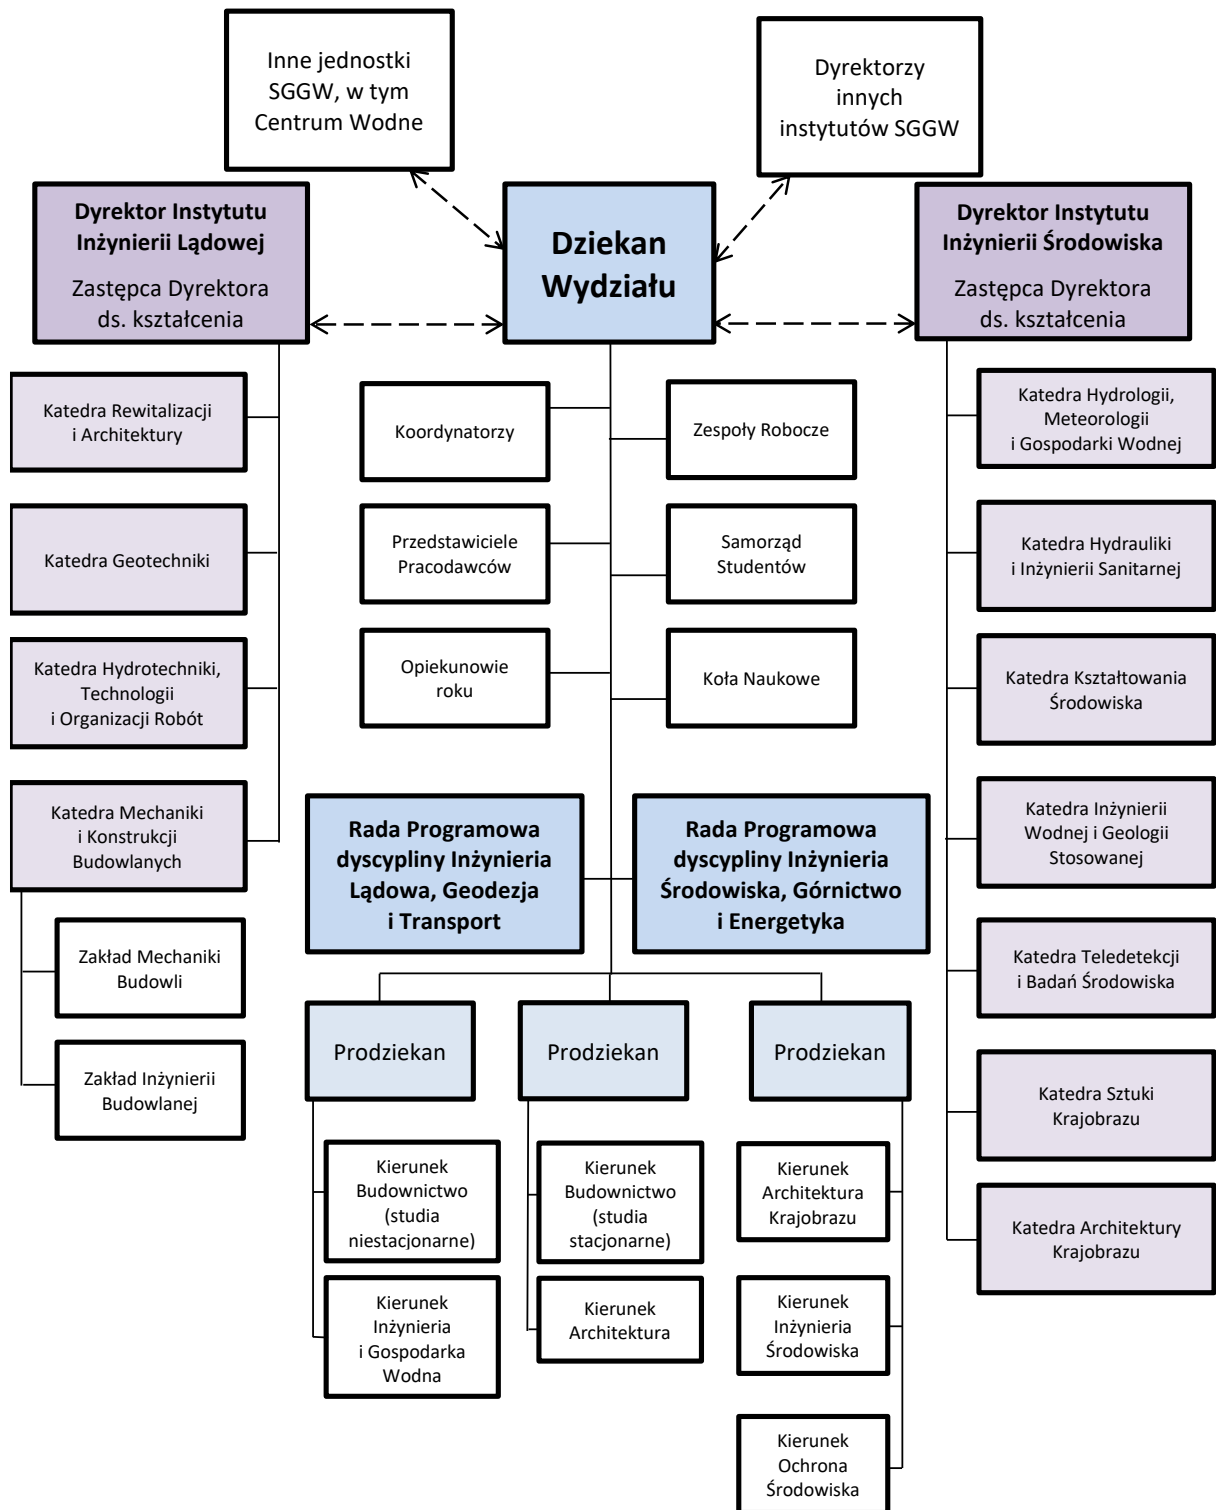 Inne jednostki
SGGW, w tym
Centrum Wodne
Dyrektorzy
innych
instytutów SGGW
Dyrektor Instytutu
Inżynierii Lądowej
Zastępca Dyrektora
ds. kształcenia
Dziekan
Wydziału
Dyrektor Instytutu
Inżynierii Środowiska
Zastępca Dyrektora
ds. kształcenia
Katedra Rewitalizacji
i Architektury
Katedra Geotechniki
Katedra Hydrotechniki,
Technologii
i Organizacji Robót
Katedra Mechaniki
i Konstrukcji
Budowlanych
Zakład Mechaniki
Budowli
Zakład Inżynierii
Budowlanej
Koordynatorzy
Zespoły Robocze
Przedstawiciele
Pracodawców
Samorząd
Studentów
Opiekunowie
roku
Koła Naukowe
Rada Programowa
dyscypliny Inżynieria
Lądowa, Geodezja
i Transport
Rada Programowa
dyscypliny Inżynieria
Środowiska, Górnictwo
i Energetyka
Prodziekan
Prodziekan
Prodziekan
Kierunek
Budownictwo
(studia
niestacjonarne)
Kierunek
Inżynieria
i Gospodarka
Wodna
Kierunek
Budownictwo
(studia
stacjonarne)
Kierunek
Architektura
Kierunek
Architektura
Krajobrazu
Kierunek
Inżynieria
Środowiska
Kierunek
Ochrona
Środowiska
Katedra Hydrologii,
Meteorologii
i Gospodarki Wodnej
Katedra Hydrauliki
i Inżynierii Sanitarnej
Katedra Kształtowania
Środowiska
Katedra Inżynierii
Wodnej i Geologii
Stosowanej
Katedra Teledetekcji
i Badań Środowiska
Katedra Sztuki
Krajobrazu
Katedra Architektury
Krajobrazu